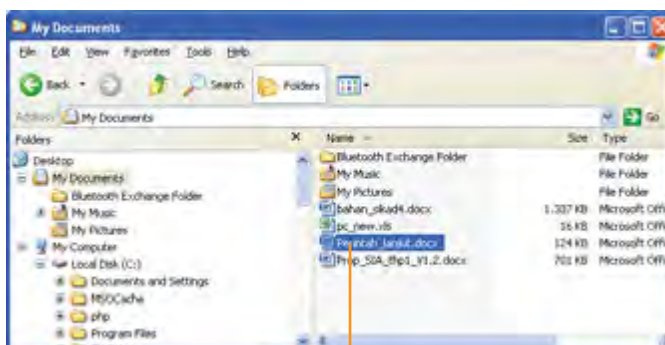 My Documents
File Edit View Favorites Tools Help
Back Search Folders
Address My Documents Go
Folders
Desktop
My Documents
Bluetooth Exchange Folder
My Music
My Pictures
My Computer
Local Disk (C:)
Documents and Settings
MSOCache
php
Program Files
Name Size Type
Bluetooth Exchange Folder File Folder
My Music File Folder
My Pictures File Folder
bahan_sikad4.docx 1.307 KB Microsoft Offi
pc_new.xls 16 KB Microsoft Offi
Perintah_lanjut.docx 124 KB Microsoft Offi
Prop_SIA_thp1_V1.2.docx 701 KB Microsoft Offi